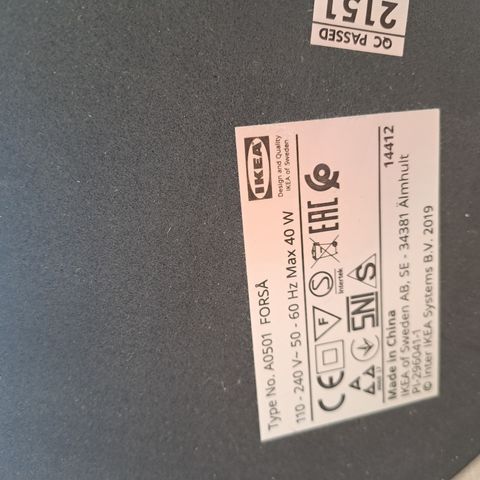 QC PASSED
2151
IKEA
Design and Quality
IKEA of Sweden
Type No. A0501 FORSÅ
110 - 240 V~ 50 - 60 Hz Max 40 W
CE F S EAC
Intertek
SNI
Made in China
14412
IKEA of Sweden AB, SE - 34381 Älmhult
PI-296041-1
© Inter IKEA Systems B.V. 2019